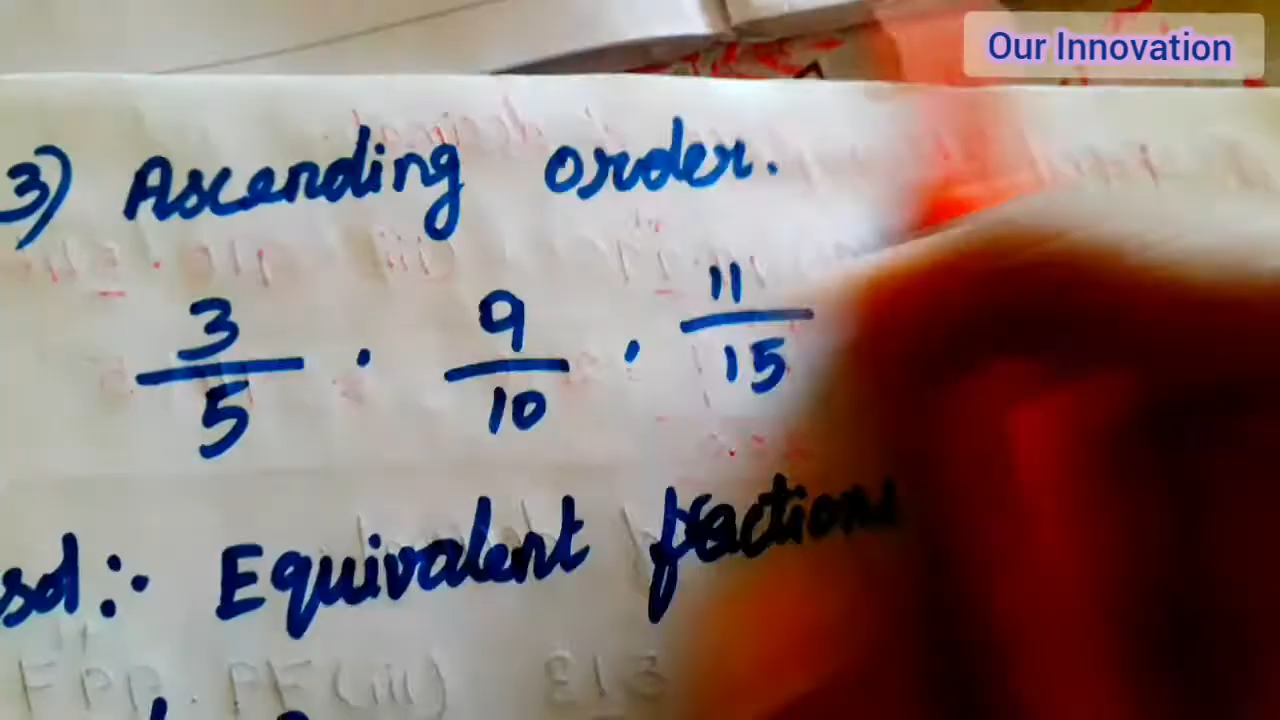 Our Innovation
3) Ascending order.
3/5 , 9/10 , 11/15
sol:- Equivalent fractions